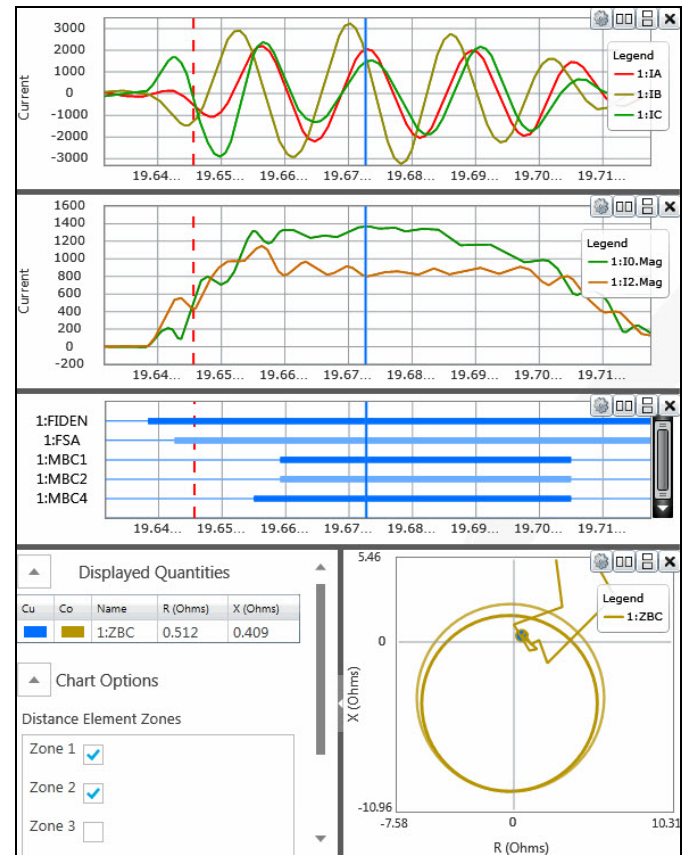 3000
2000
1000
0
-1000
-2000
-3000
Current
Legend
1:IA
1:IB
1:IC
19.64... 19.65... 19.66... 19.67... 19.68... 19.69... 19.70... 19.71...
1600
1400
1200
1000
800
600
400
200
0
-200
Current
Legend
1:I0.Mag
1:I2.Mag
19.64... 19.65... 19.66... 19.67... 19.68... 19.69... 19.70... 19.71...
1:FIDEN
1:FSA
1:MBC1
1:MBC2
1:MBC4
19.64... 19.65... 19.66... 19.67... 19.68... 19.69... 19.70... 19.71...
Displayed Quantities
Cu Co Name R (Ohms) X (Ohms)
1:ZBC 0.512 0.409
Chart Options
Distance Element Zones
Zone 1
Zone 2
Zone 3
5.46
0
-10.96
X (Ohms)
Legend
1:ZBC
-7.58 0 10.31
R (Ohms)